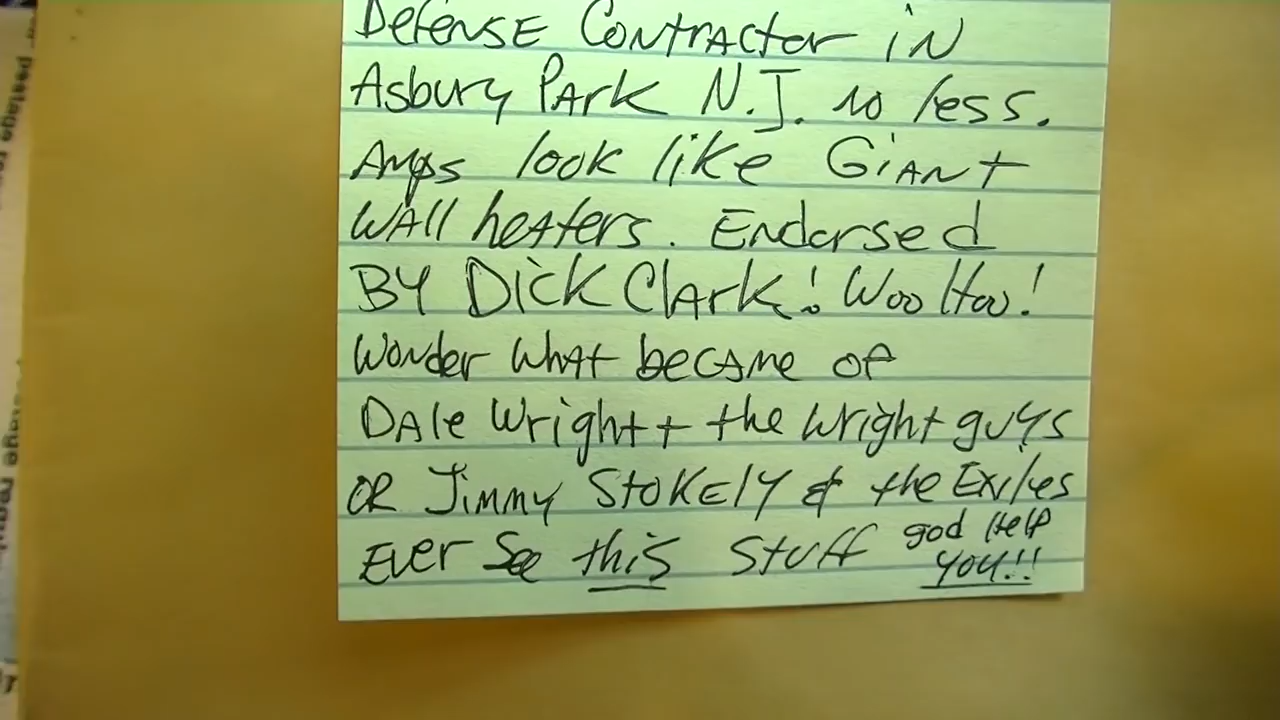 Defense Contractor in
Asbury Park N.J. no less.
Amps look like Giant
Wall heaters. Endorsed
BY Dick Clark! Woo Hoo!
Wonder what became of
Dale Wright + the Wright guys
OR Jimmy Stokely & the Exiles
Ever See this Stuff god Help
You!!
postage